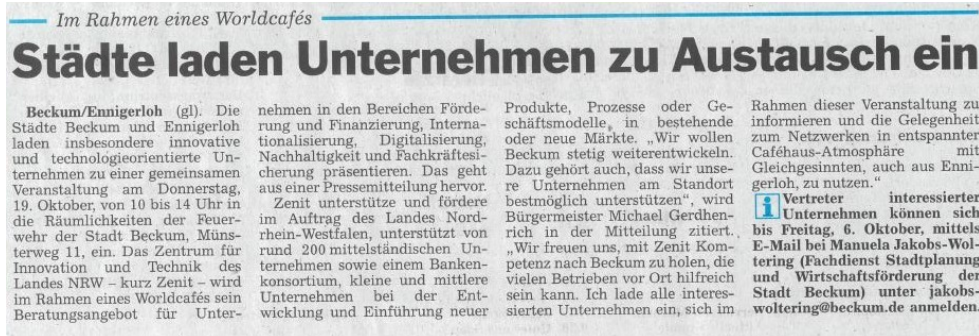 Im Rahmen eines Worldcafés
Städte laden Unternehmen zu Austausch ein
Beckum/Ennigerloh (gl). Die
Städte Beckum und Ennigerloh
laden insbesondere innovative
und technologieorientierte Un-
ternehmen zu einer gemeinsamen
Veranstaltung am Donnerstag,
19. Oktober, von 10 bis 14 Uhr in
die Räumlichkeiten der Feuer-
wehr der Stadt Beckum, Müns-
terweg 11, ein. Das Zentrum für
Innovation und Technik des
Landes NRW – kurz Zenit – wird
im Rahmen eines Worldcafés sein
Beratungsangebot für Unter-
nehmen in den Bereichen Förde-
rung und Finanzierung, Interna-
tionalisierung, Digitalisierung,
Nachhaltigkeit und Fachkräftesi-
cherung präsentieren. Das geht
aus einer Pressemitteilung hervor.
Zenit unterstütze und fördere
im Auftrag des Landes Nord-
rhein-Westfalen, unterstützt von
rund 200 mittelständischen Un-
ternehmen sowie einem Banken-
konsortium, kleine und mittlere
Unternehmen bei der Ent-
wicklung und Einführung neuer
Produkte, Prozesse oder Ge-
schäftsmodelle, in bestehende
oder neue Märkte. „Wir wollen
Beckum stetig weiterentwickeln.
Dazu gehört auch, dass wir unse-
re Unternehmen am Standort
bestmöglich unterstützen“, wird
Bürgermeister Michael Gerdhen-
rich in der Mitteilung zitiert.
„Wir freuen uns, mit Zenit Kom-
petenz nach Beckum zu holen, die
vielen Betrieben vor Ort hilfreich
sein kann. Ich lade alle interes-
sierten Unternehmen ein, sich im
Rahmen dieser Veranstaltung zu
informieren und die Gelegenheit
zum Netzwerken in entspannter
Caféhaus-Atmosphäre mit
Gleichgesinnten, auch aus Enni-
gerloh, zu nutzen.“
i Vertreter interessierter
Unternehmen können sich
bis Freitag, 6. Oktober, mittels
E-Mail bei Manuela Jakobs-Wol-
tering (Fachdienst Stadtplanung
und Wirtschaftsförderung der
Stadt Beckum) unter jakobs-
woltering@beckum.de anmelden